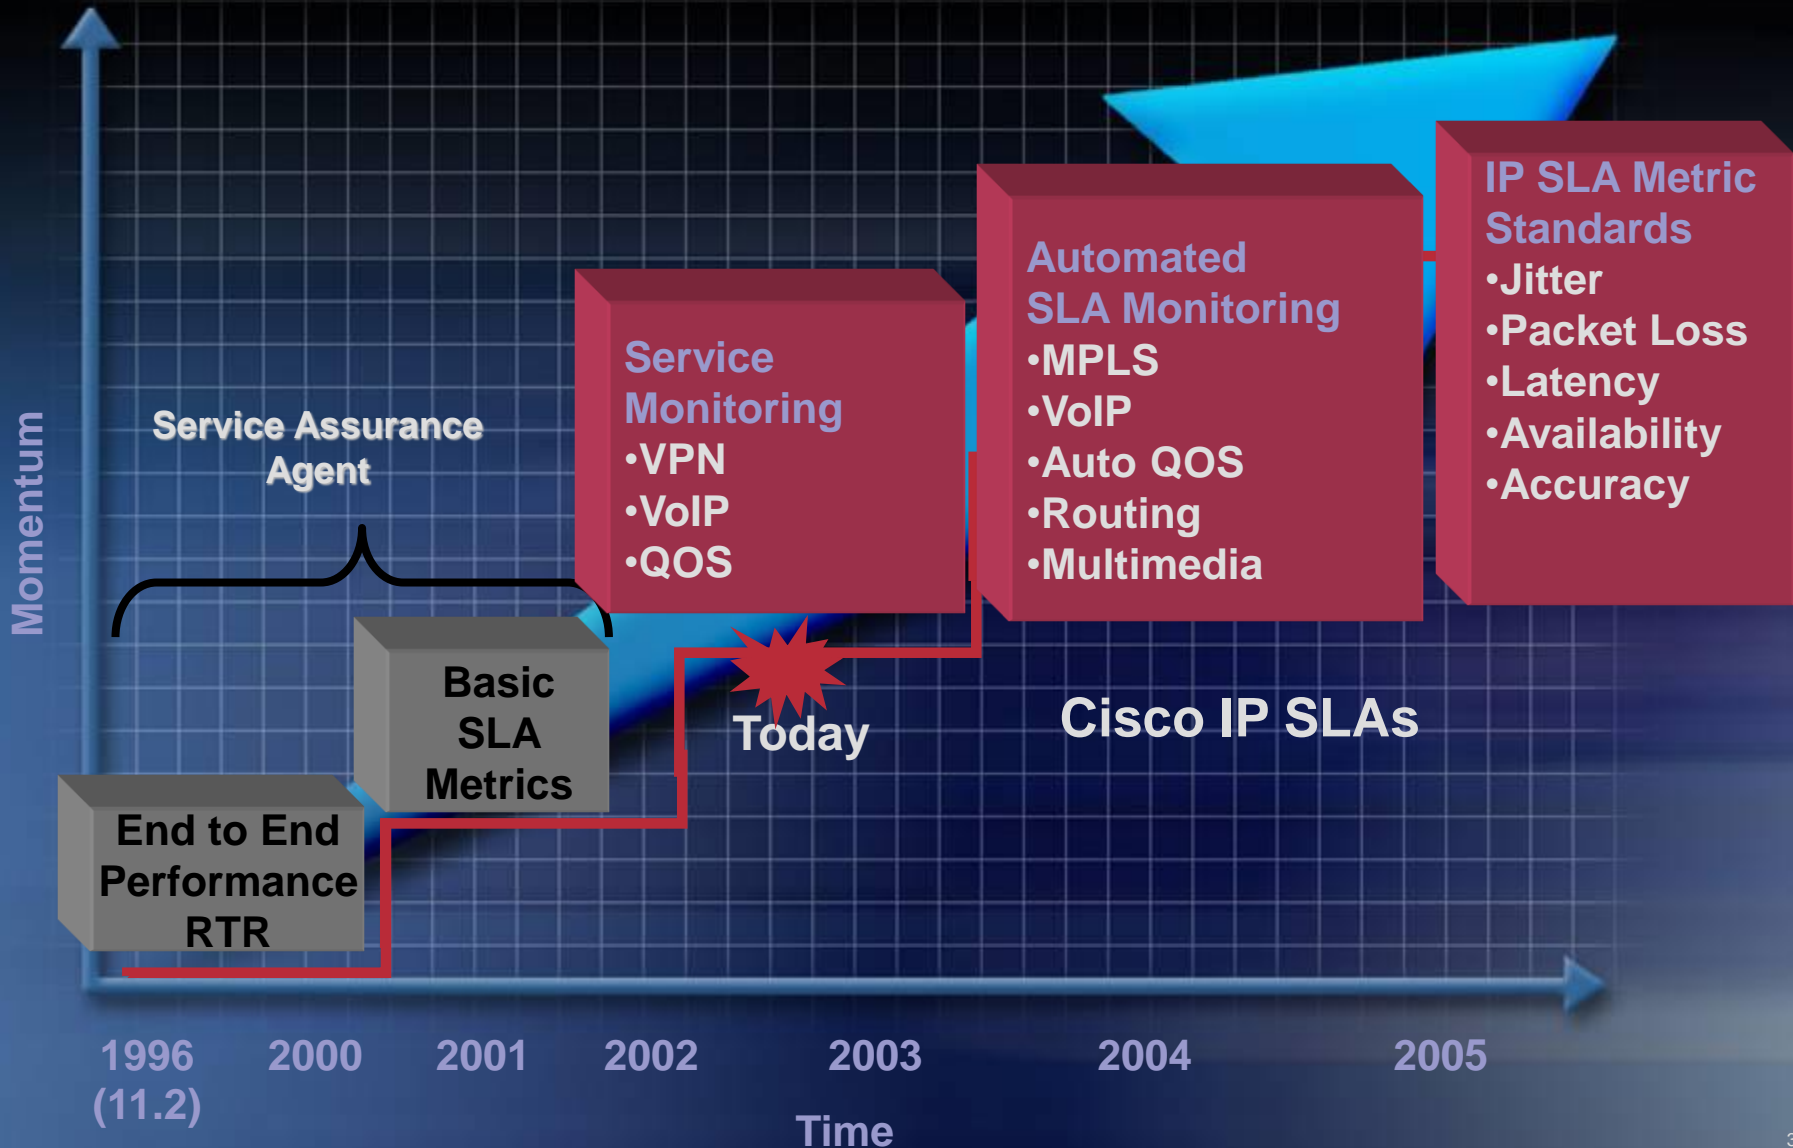 Momentum
Service Assurance
Agent
End to End
Performance
RTR
Basic
SLA
Metrics
Service
Monitoring
•VPN
•VoIP
•QOS
Automated
SLA Monitoring
•MPLS
•VoIP
•Auto QOS
•Routing
•Multimedia
IP SLA Metric
Standards
•Jitter
•Packet Loss
•Latency
•Availability
•Accuracy
Today
Cisco IP SLAs
1996 2000 2001 2002 2003 2004 2005
(11.2)
Time
3